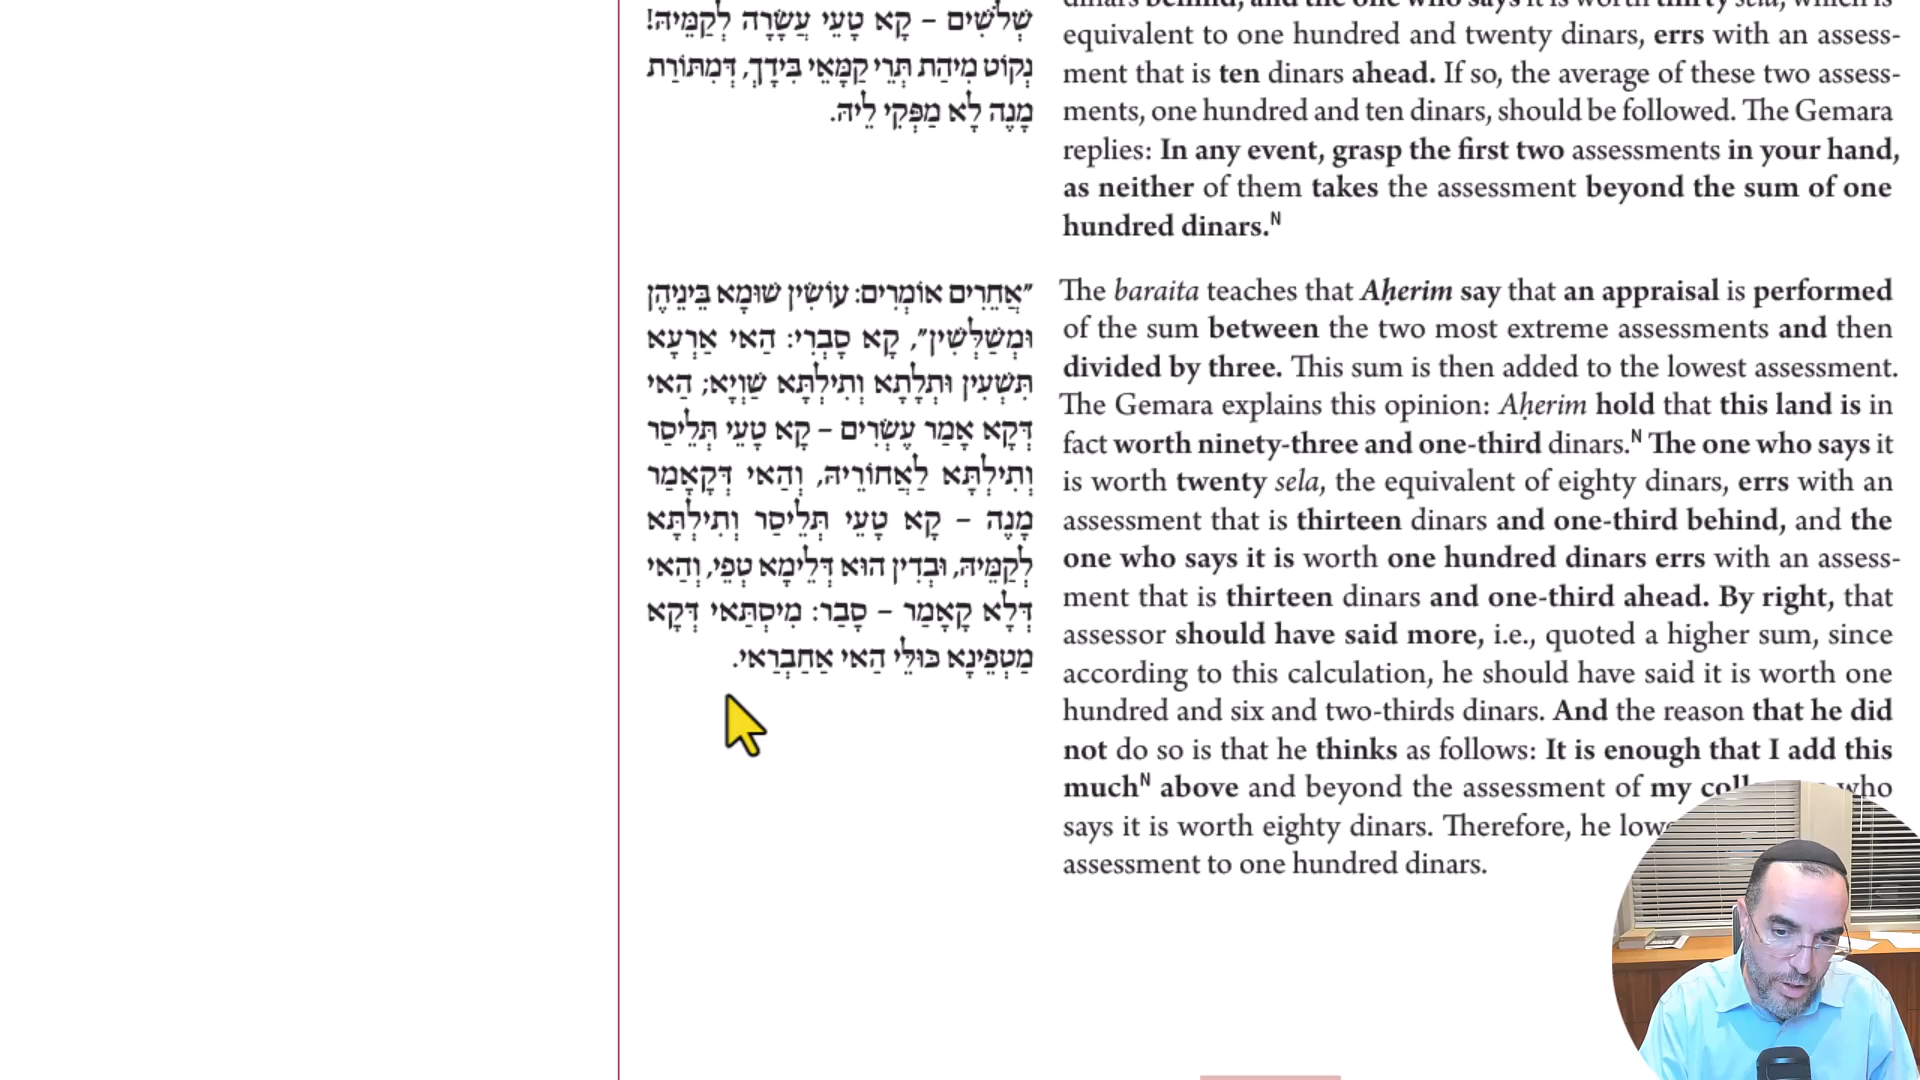 שְׁלֹשִׁים – קָא טָעֵי עֲשָׂרָה לְקַמֵּיהּ!
נְקוֹט מִיהַת תְּרֵי קַמָּאֵי בִּידָךְ, דְּמִתּוֹרַת
מָנֶה לָא מַפְּקִי לֵיהּ.
"אֲחֵרִים אוֹמְרִים: עוֹשִׂין שׁוּמָא בֵּינֵיהֶן
וּמְשַׁלְּשִׁין", קָא סָבְרִי: הַאי אַרְעָא
תִּשְׁעִין וּתְלָתָא וְתִילְתָּא שַׁוְיָא; הַאי
דְּקָא אָמַר עֶשְׂרִים – קָא טָעֵי תְּלֵיסַר
וְתִילְתָּא לַאֲחוֹרֵיהּ, וְהַאי דְּקָאָמַר
מָנֶה – קָא טָעֵי תְּלֵיסַר וְתִילְתָּא
לְקַמֵּיהּ, וּבְדִין הוּא דְּלֵימָא טְפֵי, וְהַאי
דְּלָא קָאָמַר – סָבַר: מִיסְתַּאי דְּקָא
מַטְפֵינָא כּוּלֵּי הַאי אַחַבְרַאי.
dinars behind, and the one who says it is worth thirty sela, which is
equivalent to one hundred and twenty dinars, errs with an assess-
ment that is ten dinars ahead. If so, the average of these two assess-
ments, one hundred and ten dinars, should be followed. The Gemara
replies: In any event, grasp the first two assessments in your hand,
as neither of them takes the assessment beyond the sum of one
hundred dinars.N
The baraita teaches that Aḥerim say that an appraisal is performed
of the sum between the two most extreme assessments and then
divided by three. This sum is then added to the lowest assessment.
The Gemara explains this opinion: Aḥerim hold that this land is in
fact worth ninety-three and one-third dinars.N The one who says it
is worth twenty sela, the equivalent of eighty dinars, errs with an
assessment that is thirteen dinars and one-third behind, and the
one who says it is worth one hundred dinars errs with an assess-
ment that is thirteen dinars and one-third ahead. By right, that
assessor should have said more, i.e., quoted a higher sum, since
according to this calculation, he should have said it is worth one
hundred and six and two-thirds dinars. And the reason that he did
not do so is that he thinks as follows: It is enough that I add this
muchN above and beyond the assessment of my who
says it is worth eighty dinars. Therefore, he
assessment to one hundred dinars.